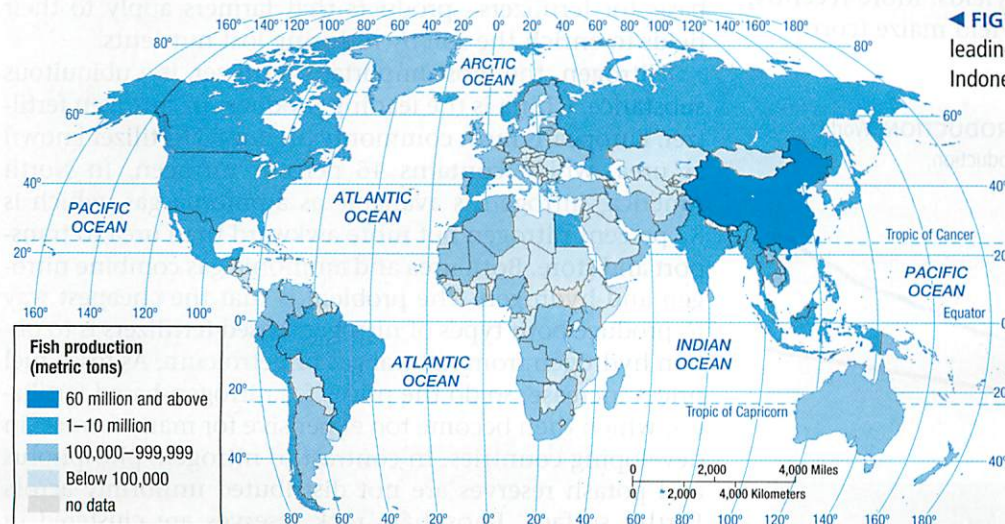 160° 140° 120° 100° 80° 60° 40° 20° 0° 20° 40° 60° 80° 100° 120° 140° 160° 180°
◀ FIG
leadin
Indone
80°
80°
ARCTIC
OCEAN
60°
60°
40°
40°
PACIFIC
OCEAN
ATLANTIC
OCEAN
20°
20°
Tropic of Cancer
20
PACIFIC
OCEAN
160° 140° 120° 100°
0°
Equator
0
ATLANTIC
OCEAN
INDIAN
OCEAN
20°
Tropic of Capricorn
20
40°
40°
Fish production
(metric tons)
60 million and above
1–10 million
100,000–999,999
Below 100,000
no data
0 2,000 4,000 Miles
0 2,000 4,000 Kilometers
80° 60° 40° 20° 0° 20° 40° 60° 80° 100° 120° 140° 160° 180°